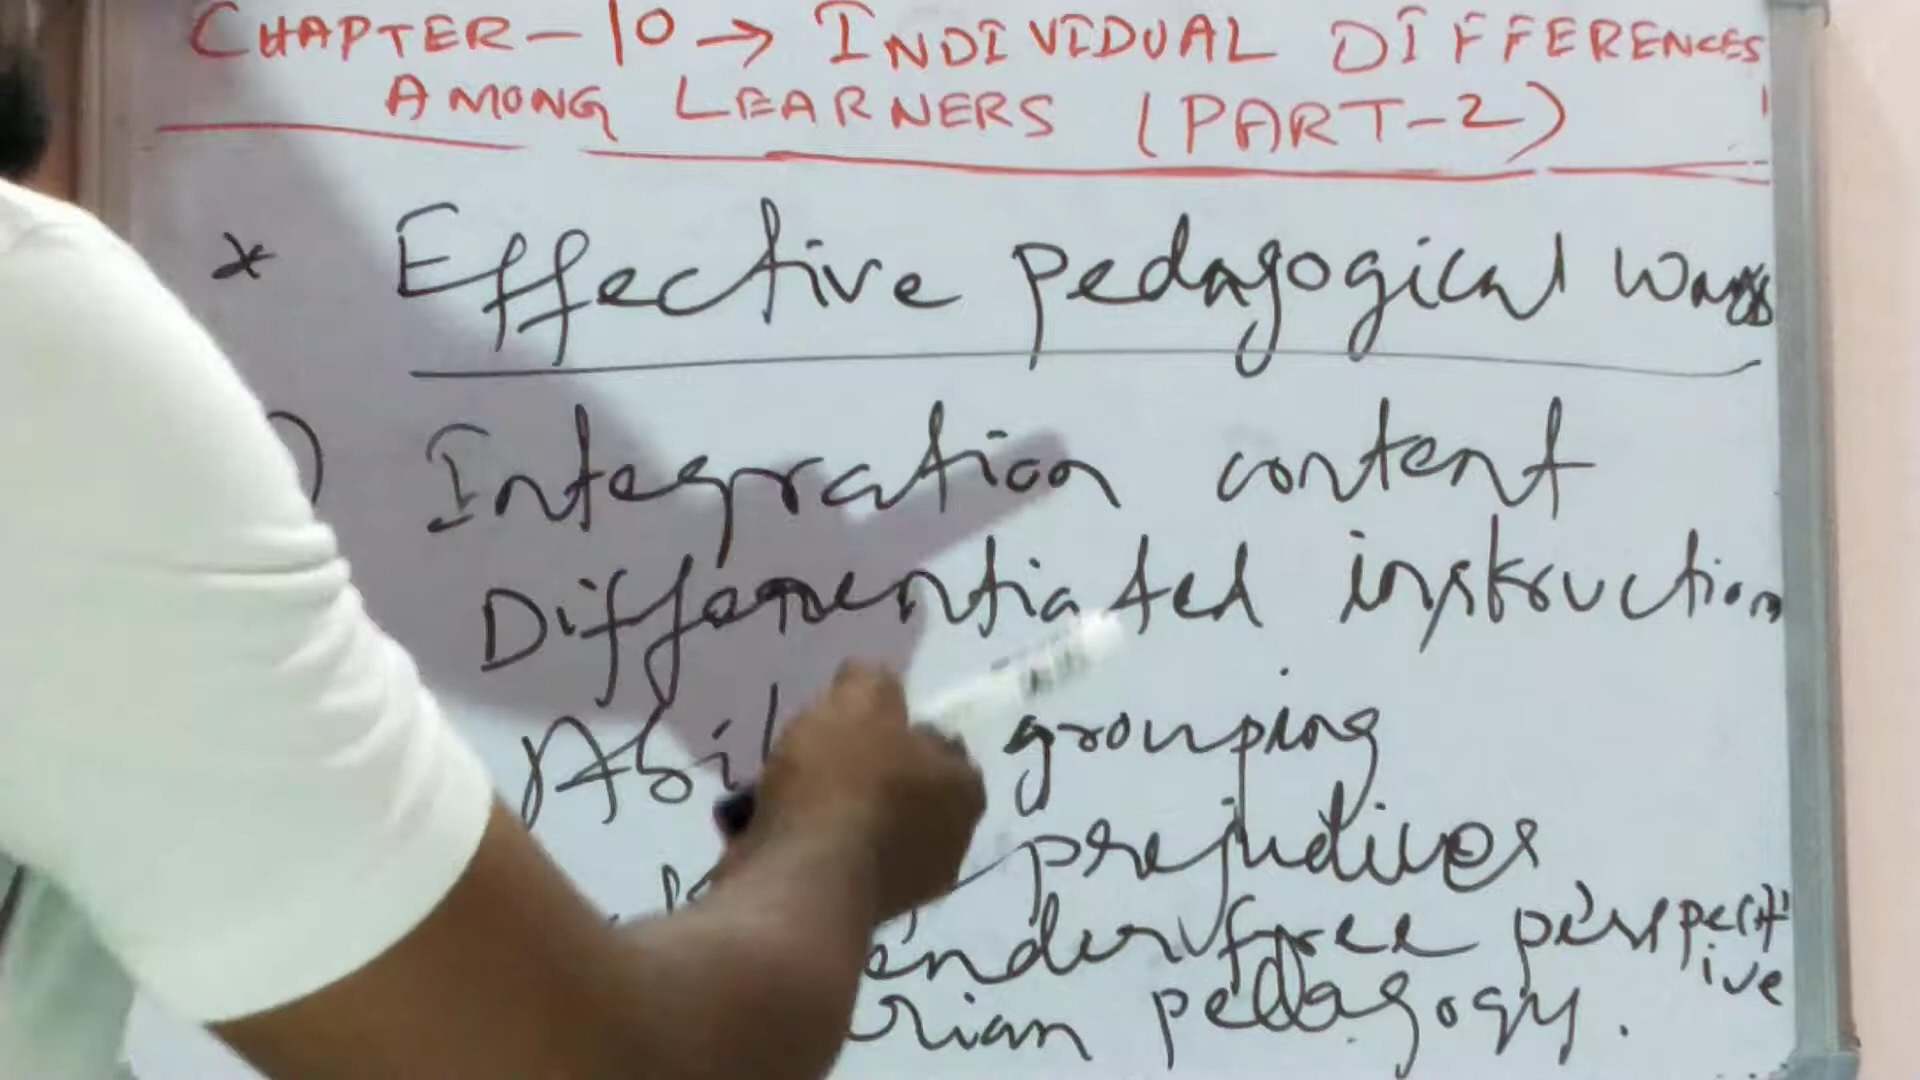 CHAPTER-10 → INDIVIDUAL DIFFERENCES
AMONG LEARNERS (PART-2)
* Effective pedagogical ways
) Integration content
Differentiated instruction
grouping
prejudices
free perspective
pedagogy.